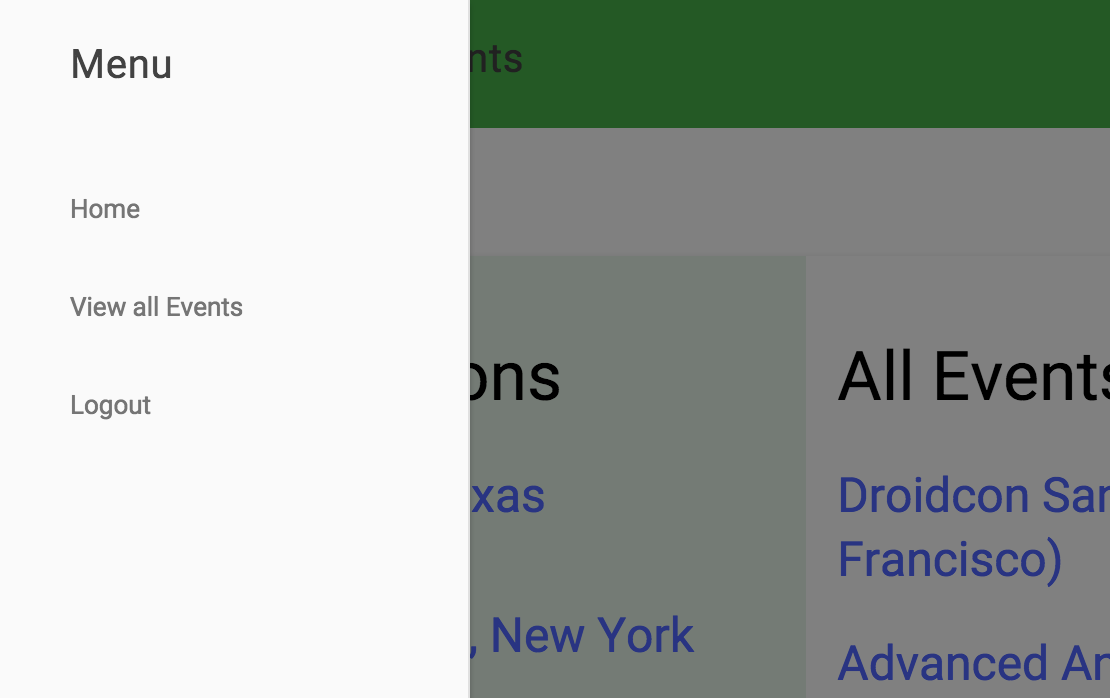 Menu
Home
View all Events
Logout
nts
ons
xas
, New York
All Events
Droidcon San
Francisco)
Advanced An